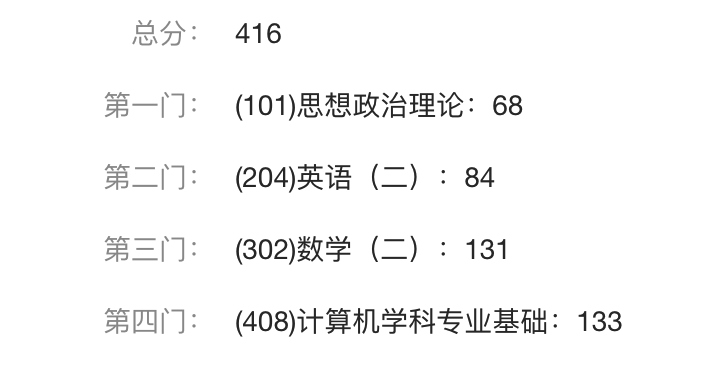 总分： 416
第一门： (101)思想政治理论：68
第二门： (204)英语（二）：84
第三门： (302)数学（二）：131
第四门： (408)计算机学科专业基础：133